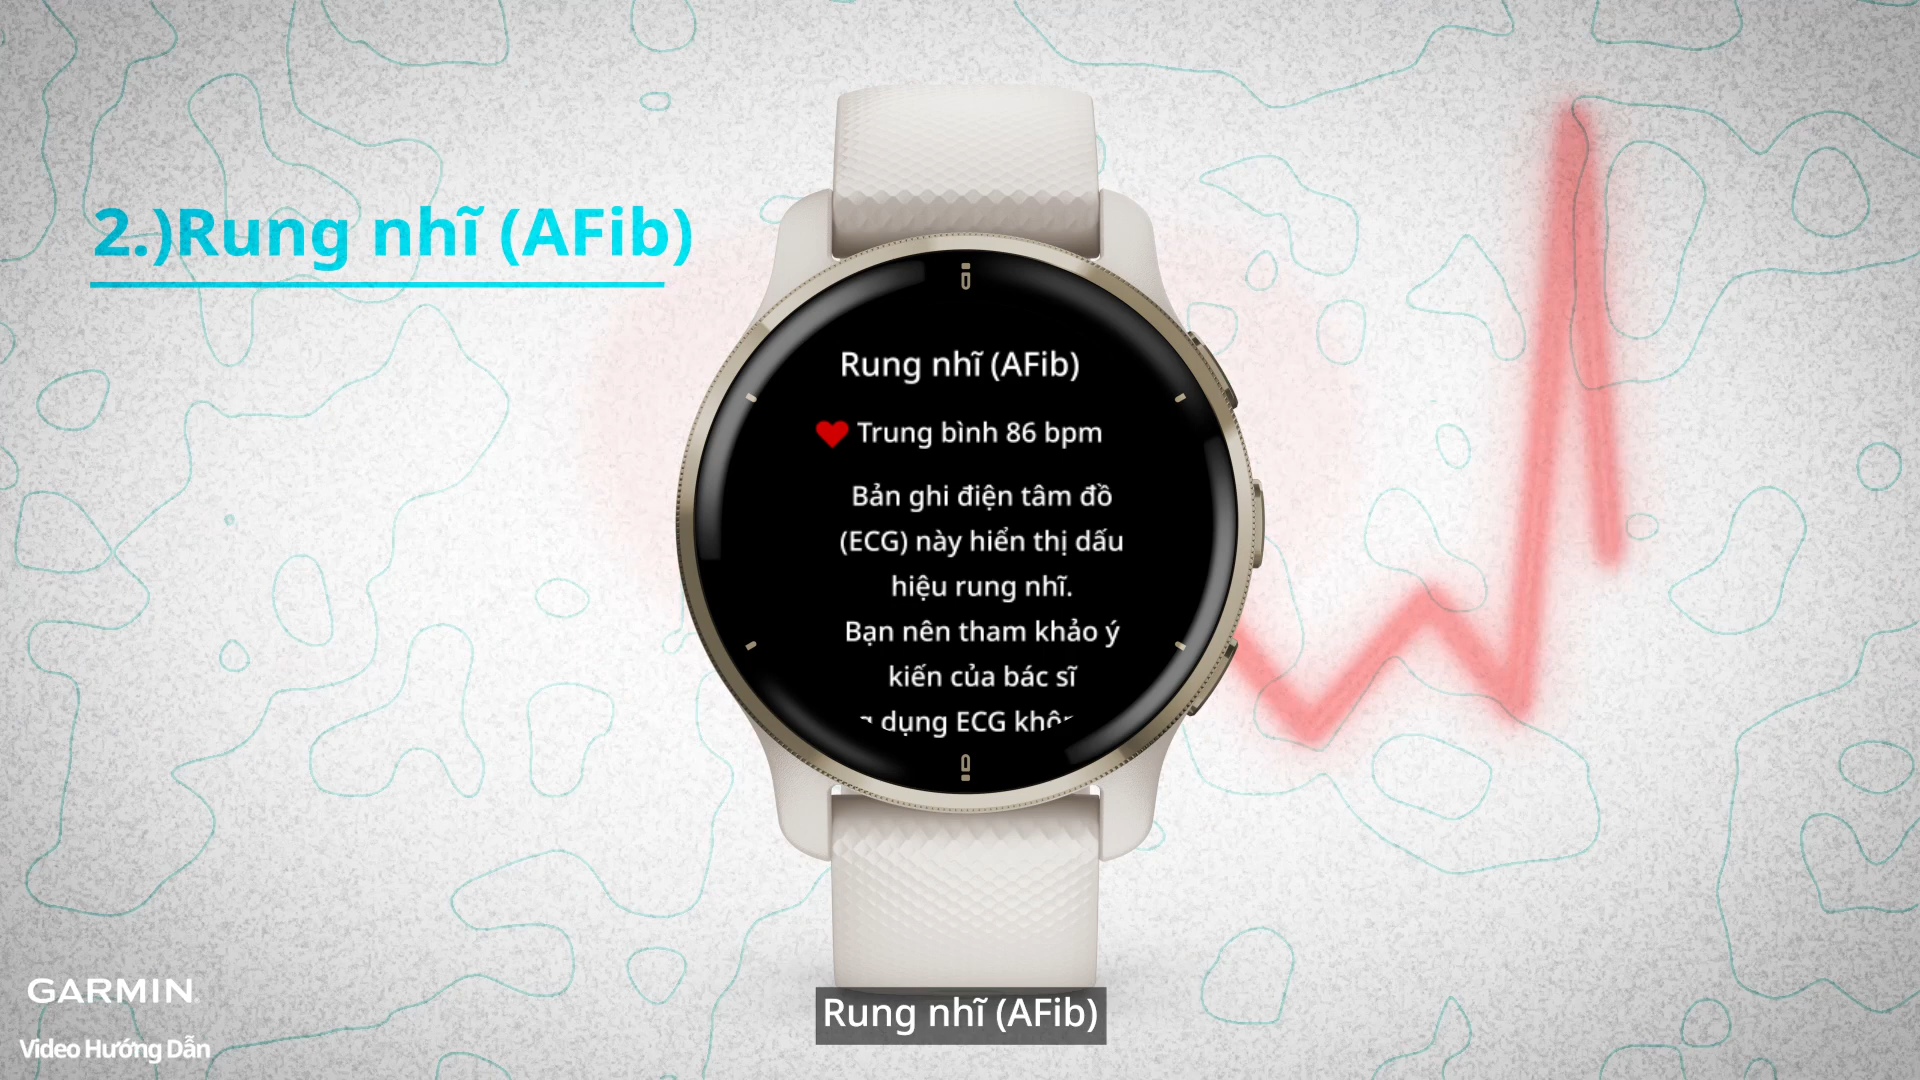 2.)Rung nhĩ (AFib)
Rung nhĩ (AFib)
Trung bình 86 bpm
Bản ghi điện tâm đồ
(ECG) này hiển thị dấu
hiệu rung nhĩ.
Bạn nên tham khảo ý
kiến của bác sĩ
dụng ECG
GARMIN
Video Hướng Dẫn
Rung nhĩ (AFib)